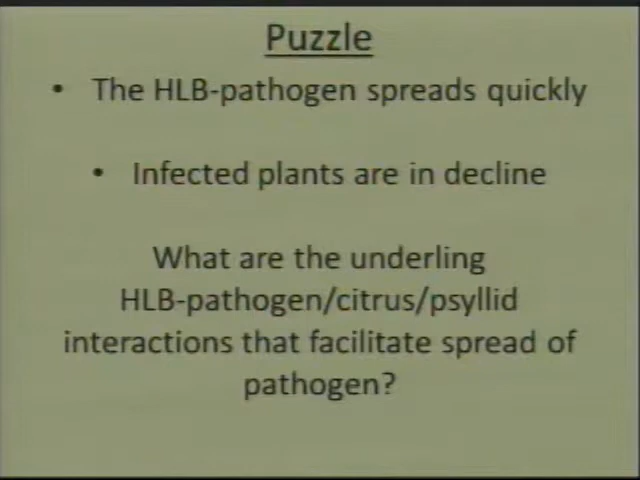 Puzzle
• The HLB-pathogen spreads quickly
• Infected plants are in decline
What are the underling
HLB-pathogen/citrus/psyllid
interactions that facilitate spread of
pathogen?